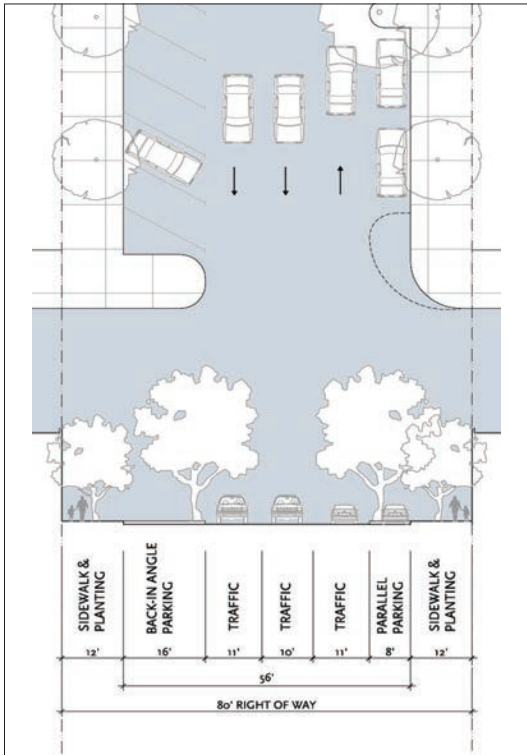 SIDEWALK &
PLANTING
BACK-IN ANGLE
PARKING
TRAFFIC
TRAFFIC
TRAFFIC
PARALLEL
PARKING
SIDEWALK &
PLANTING
12' 16' 11' 10' 11' 8' 12'
56'
80' RIGHT OF WAY